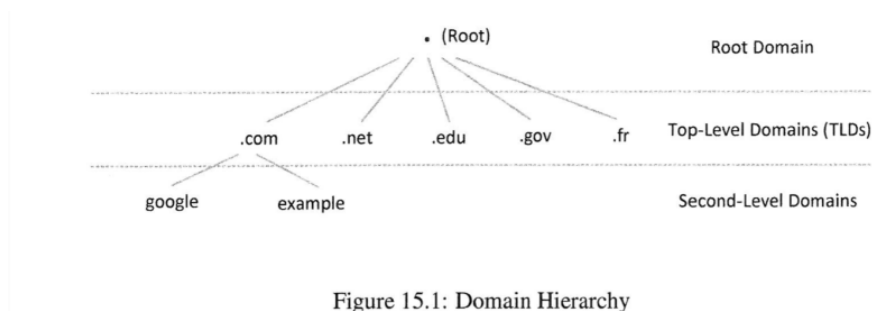 . (Root)
Root Domain
.com .net .edu .gov .fr Top-Level Domains (TLDs)
google example Second-Level Domains
Figure 15.1: Domain Hierarchy